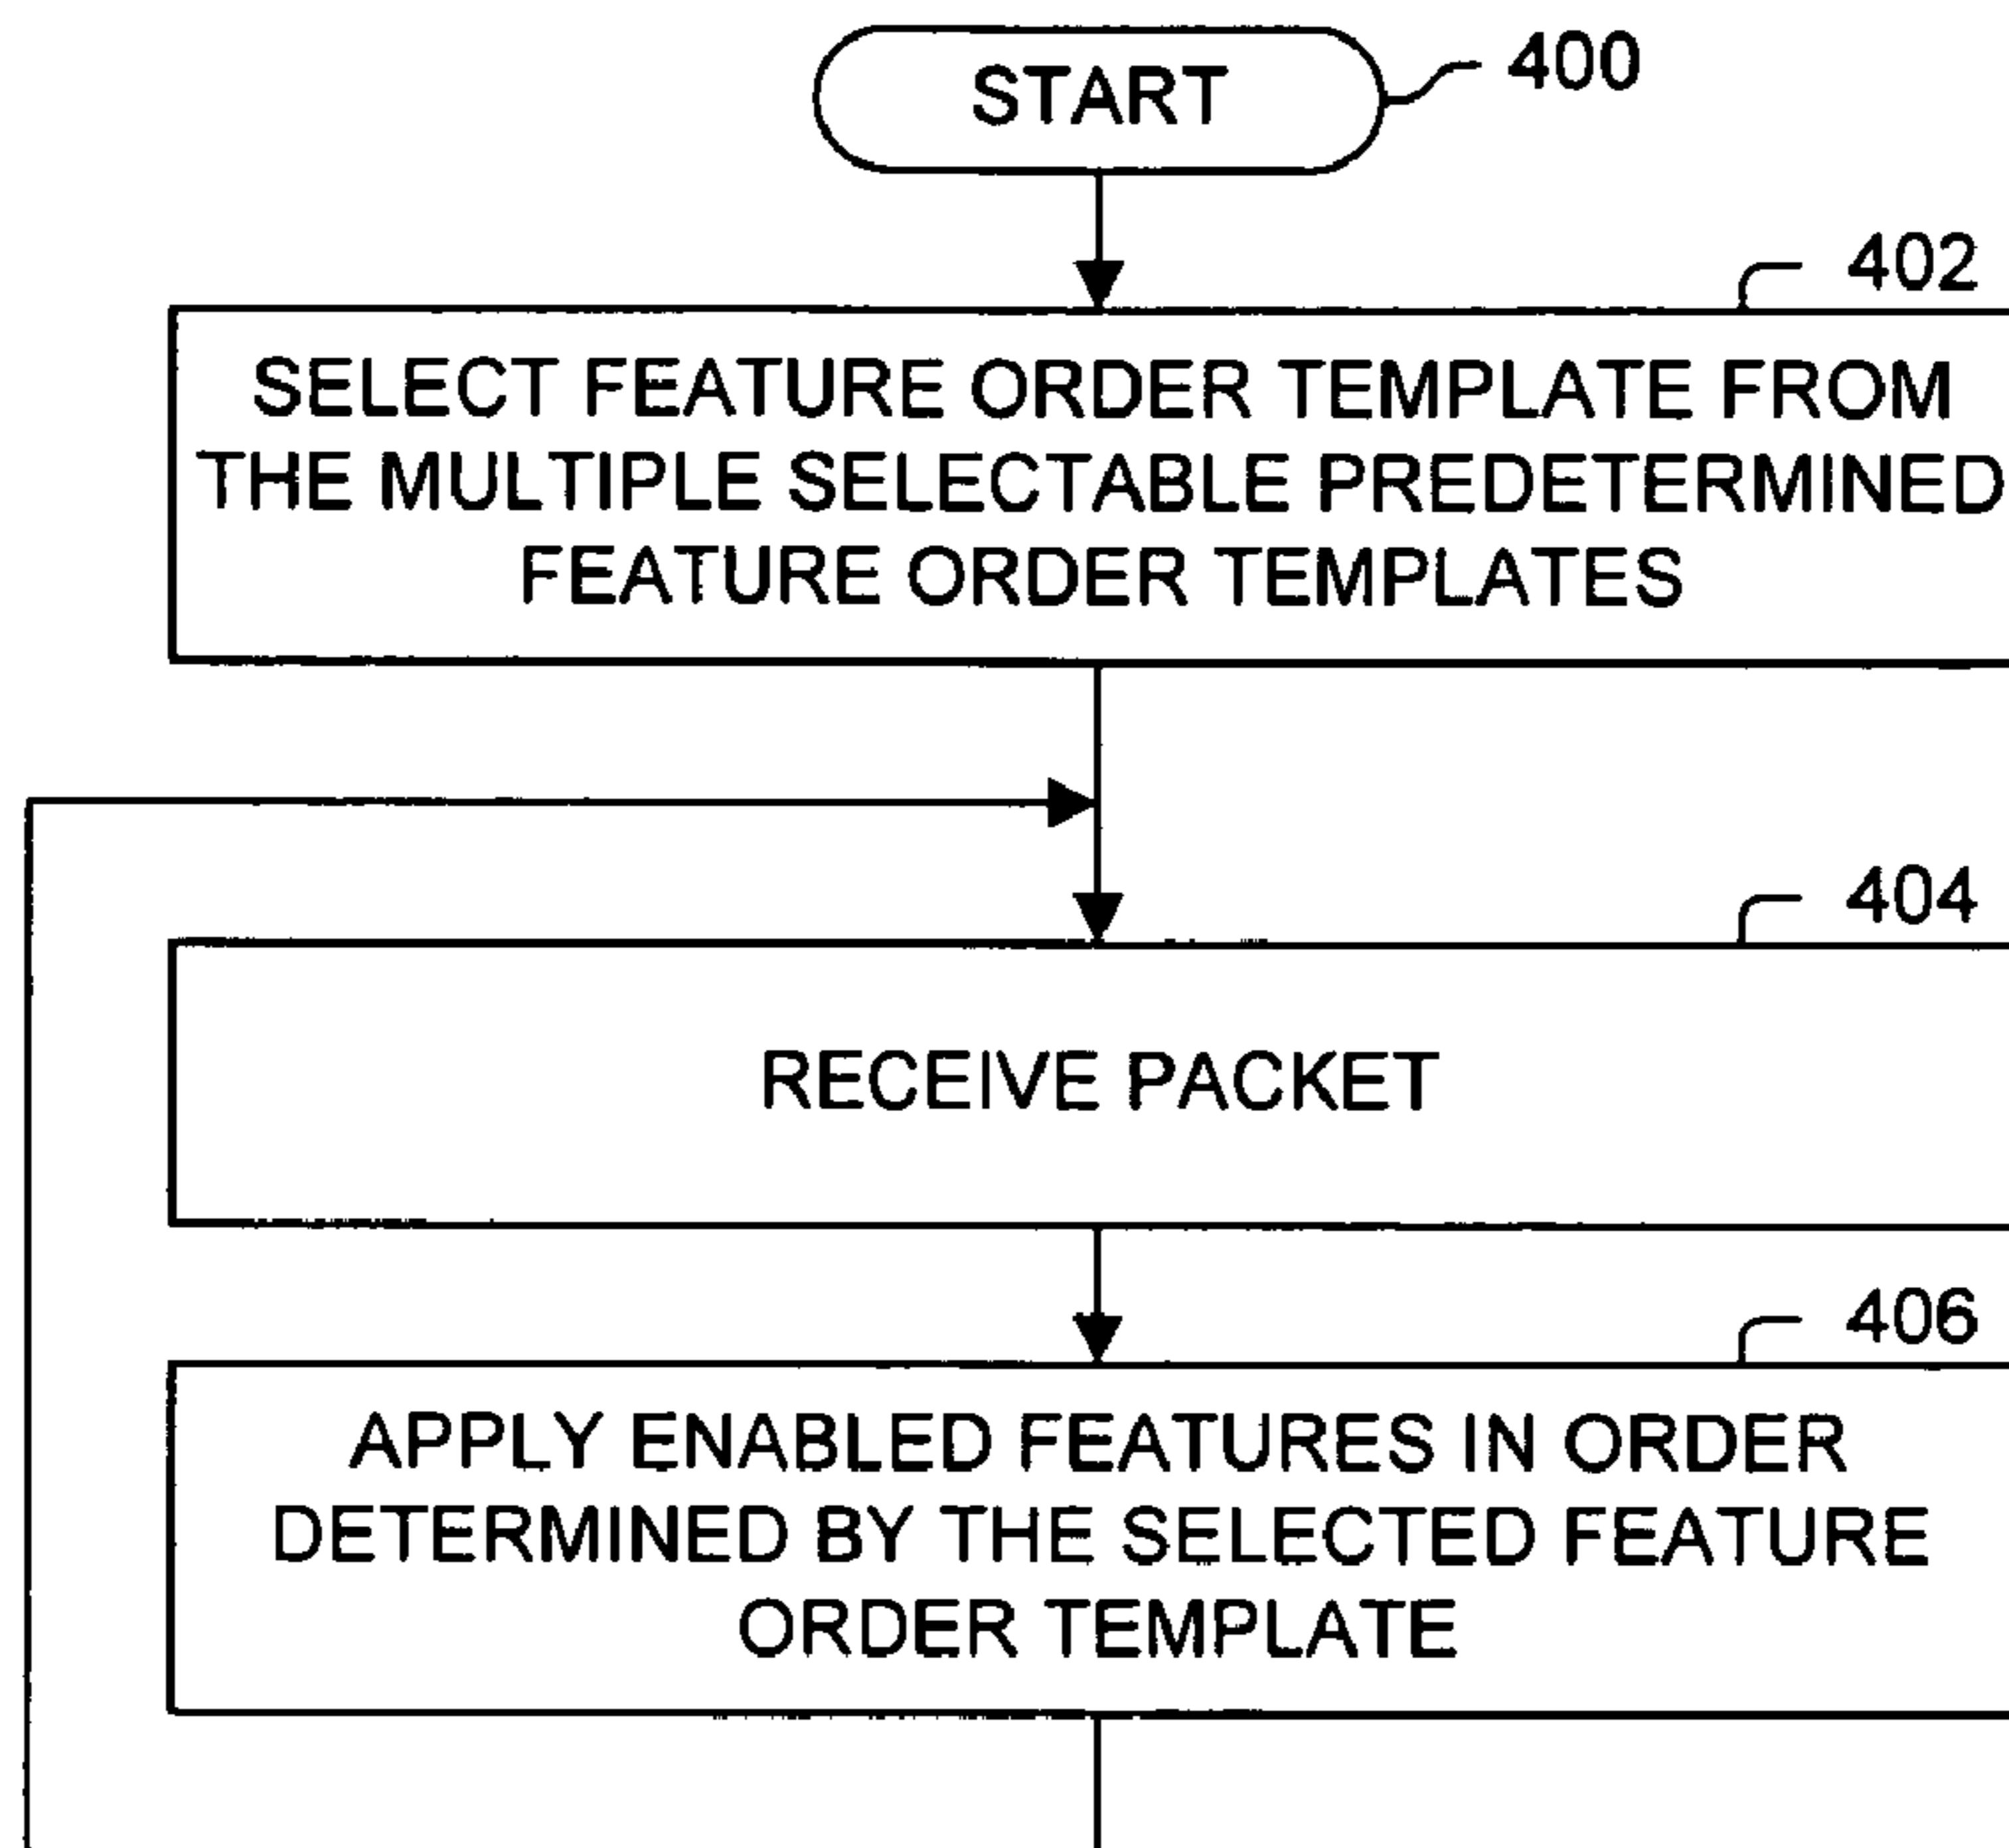 START
400
402
SELECT FEATURE ORDER TEMPLATE FROM
THE MULTIPLE SELECTABLE PREDETERMINED
FEATURE ORDER TEMPLATES
404
RECEIVE PACKET
406
APPLY ENABLED FEATURES IN ORDER
DETERMINED BY THE SELECTED FEATURE
ORDER TEMPLATE